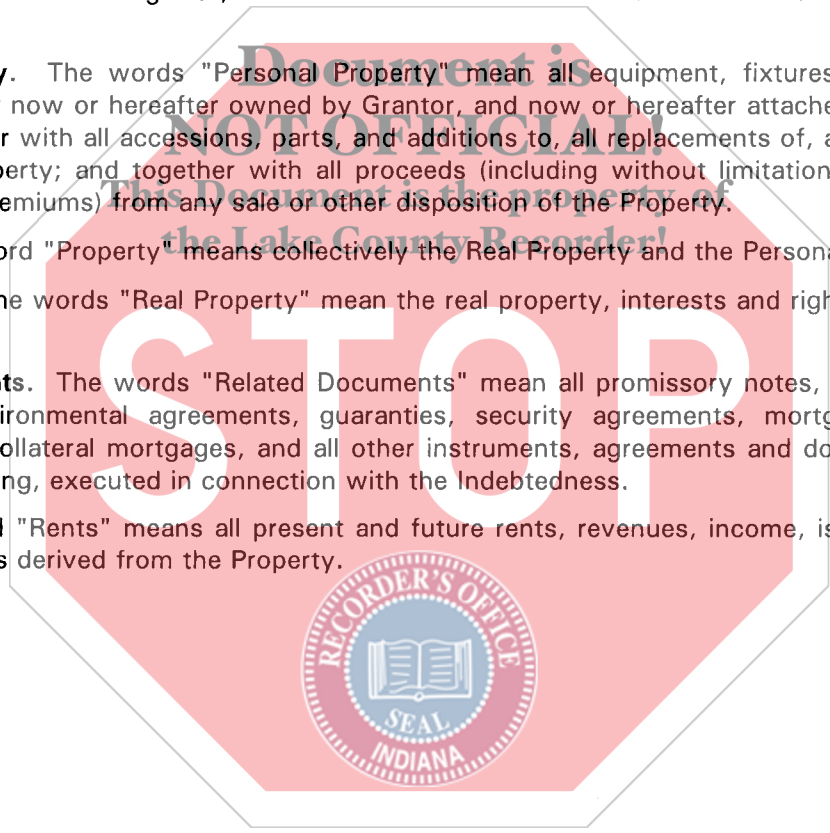 Document is
y. The words "Personal Property" mean all equipment, fixtures
now or hereafter owned by Grantor, and now or hereafter attache
NOT OFFICIAL!
r with all accessions, parts, and additions to, all replacements of, a
perty; and together with all proceeds (including without limitation
This Document is the property of
emiums) from any sale or other disposition of the Property.
the Lake County Recorder!
ord "Property" means collectively the Real Property and the Persona
he words "Real Property" mean the real property, interests and righ
STOP
ts. The words "Related Documents" mean all promissory notes,
ironmental agreements, guaranties, security agreements, mortg
ollateral mortgages, and all other instruments, agreements and do
ng, executed in connection with the Indebtedness.
d "Rents" means all present and future rents, revenues, income, is
s derived from the Property.
RECORDER'S OFFICE
SEAL
INDIANA